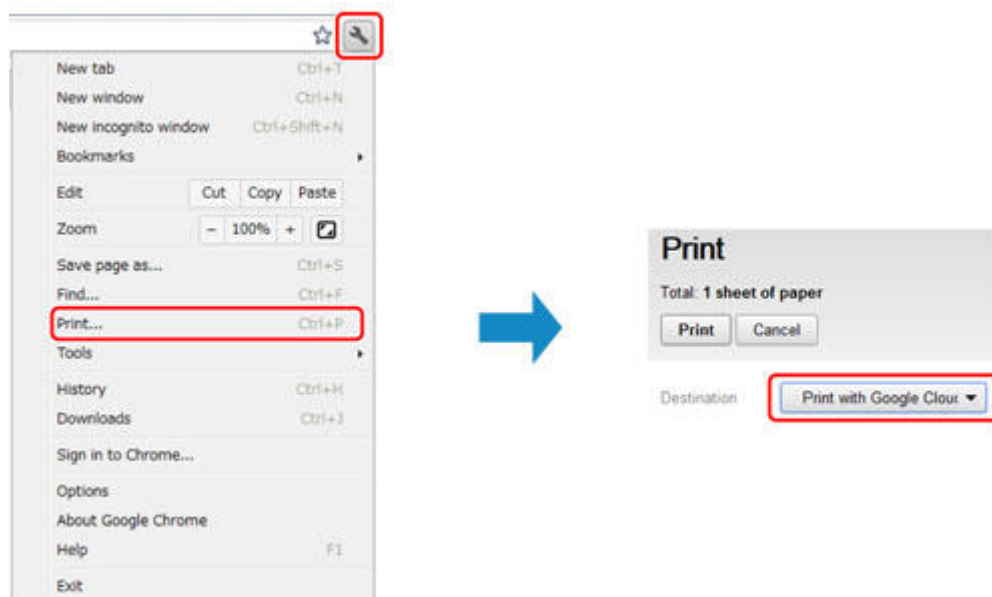 New tab Ctrl+T
New window Ctrl+N
New incognito window Ctrl+Shift+N
Bookmarks
Edit Cut Copy Paste
Zoom - 100% +
Save page as... Ctrl+S
Find... Ctrl+F
Print... Ctrl+P
Tools
History Ctrl+H
Downloads Ctrl+J
Sign in to Chrome...
Options
About Google Chrome
Help F1
Exit
Print
Total: 1 sheet of paper
Print Cancel
Destination Print with Google Clou